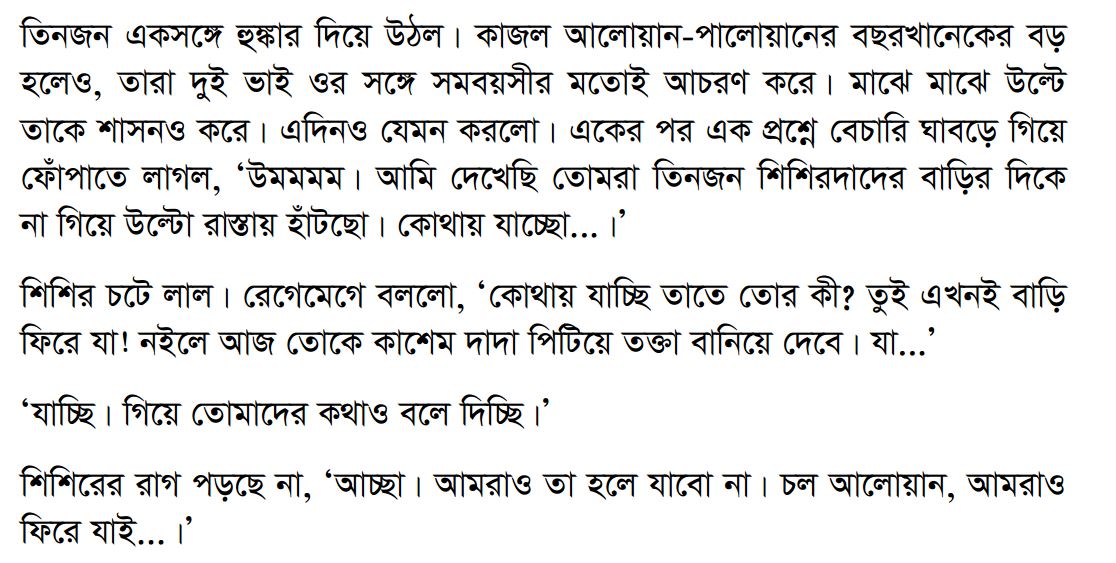 তিনজন একসঙ্গে হুঙ্কার দিয়ে উঠল। কাজল আলোয়ান-পালোয়ানের বছরখানেকের বড়
হলেও, তারা দুই ভাই ওর সঙ্গে সমবয়সীর মতোই আচরণ করে। মাঝে মাঝে উল্টে
তাকে শাসনও করে। এদিনও যেমন করলো। একের পর এক প্রশ্নে বেচারি ঘাবড়ে গিয়ে
ফোঁপাতে লাগল, ‘উমমমম। আমি দেখেছি তোমরা তিনজন শিশিরদাদের বাড়ির দিকে
না গিয়ে উল্টো রাস্তায় হাঁটছো। কোথায় যাচ্ছো...।’
শিশির চটে লাল। রেগেমেগে বললো, ‘কোথায় যাচ্ছি তাতে তোর কী? তুই এখনই বাড়ি
ফিরে যা! নইলে আজ তোকে কাশেম দাদা পিটিয়ে তক্তা বানিয়ে দেবে। যা...’
‘যাচ্ছি। গিয়ে তোমাদের কথাও বলে দিচ্ছি।’
শিশিরের রাগ পড়ছে না, ‘আচ্ছা। আমরাও তা হলে যাবো না। চল আলোয়ান, আমরাও
ফিরে যাই...।’